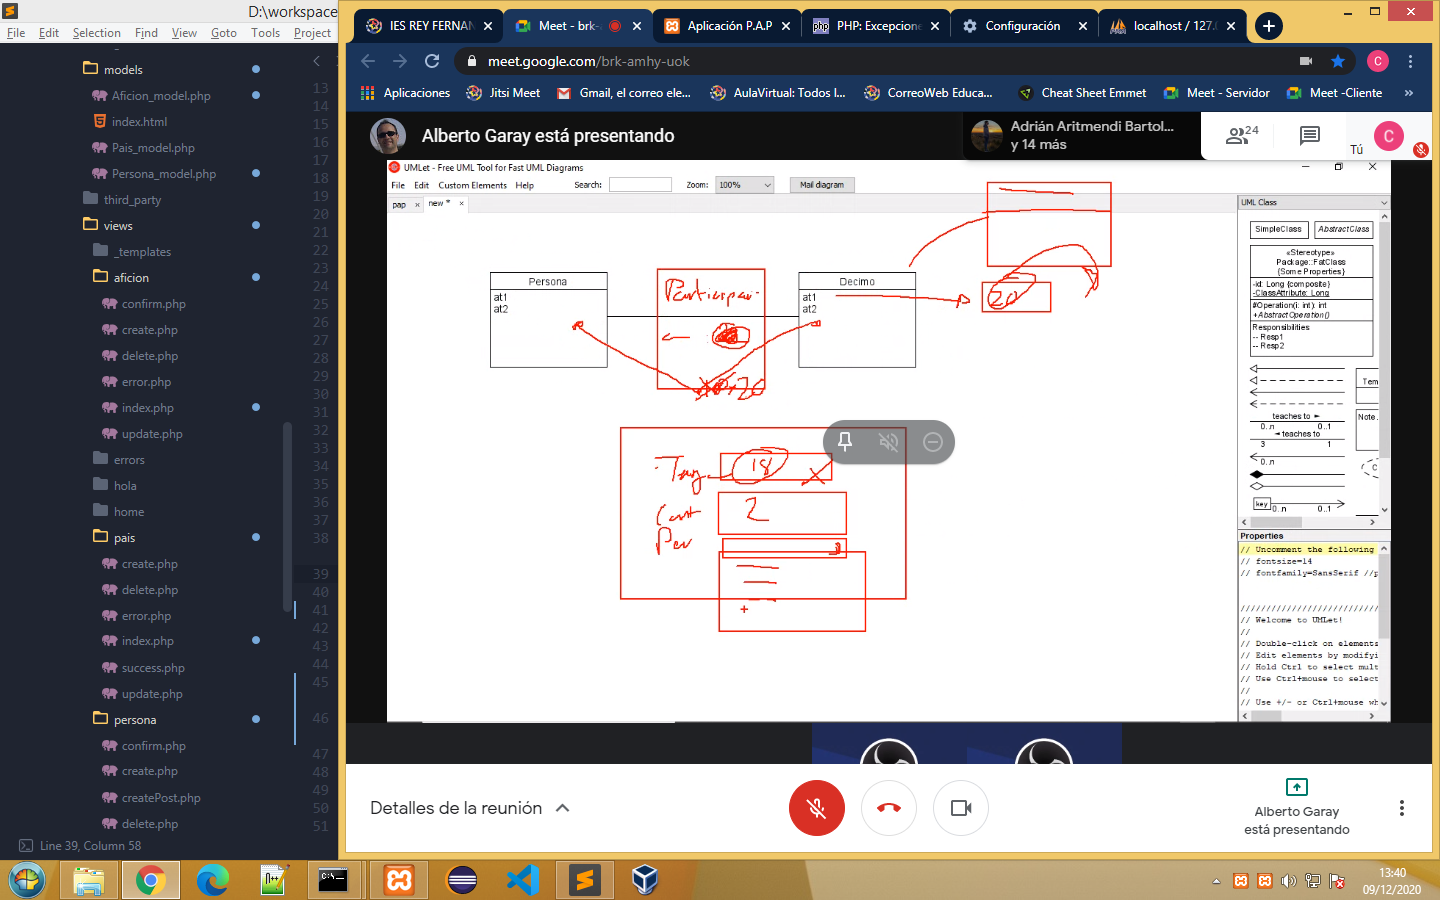 D:\workspace
File Edit Selection Find View Goto Tools Project
models
Aficion_model.php
index.html
Pais_model.php
Persona_model.php
third_party
views
_templates
aficion
confirm.php
create.php
delete.php
error.php
index.php
update.php
errors
hola
home
pais
create.php
delete.php
error.php
index.php
success.php
update.php
persona
confirm.php
create.php
createPost.php
delete.php
13
14
15
16
17
18
19
20
21
22
23
24
25
26
27
28
29
30
31
32
33
34
35
36
37
38
39
40
41
42
43
44
45
46
47
48
49
50
51
Line 39, Column 58
IES REY FERNAN
Meet - brk-
Aplicación P.A.P
PHP: Excepcione
Configuración
localhost / 127.0
meet.google.com/brk-amhy-uok
C
Aplicaciones
Jitsi Meet
Gmail, el correo ele...
AulaVirtual: Todos l...
CorreoWeb Educa...
Cheat Sheet Emmet
Meet - Servidor
Meet -Cliente
»
Alberto Garay está presentando
Adrián Aritmendi Bartol...
y 14 más
24
Tú
C
UMLet - Free UML Tool for Fast UML Diagrams
File Edit Custom Elements Help Search: Zoom: 100% Mail diagram
pap new *
Persona
at1
at2
Participar
Decimo
at1
at2
20
18
2
Per
+
UML Class
SimpleClass AbstractClass
«Stereotype»
Package::FatClass
{Some Properties}
-id: Long {composite}
-ClassAttribute: Long
#Operation(i: int): int
+AbstractOperation()
Responsibilities
-- Resp1
-- Resp2
Tem
teaches to
0..n 0..1
Note.
teaches to
3 1
0..n
C
key
0..n 0..1
Properties
// Uncomment the following
// fontsize=14
// fontfamily=SansSerif //p
// Welcome to UMLet!
//
// Double-click on elements
// Edit elements by modifyi
// Hold Ctrl to select mult
// Use Ctrl+mouse to select
//
// Use +/- or Ctrl+mouse wh
Detalles de la reunión
Alberto Garay
está presentando
13:40
09/12/2020